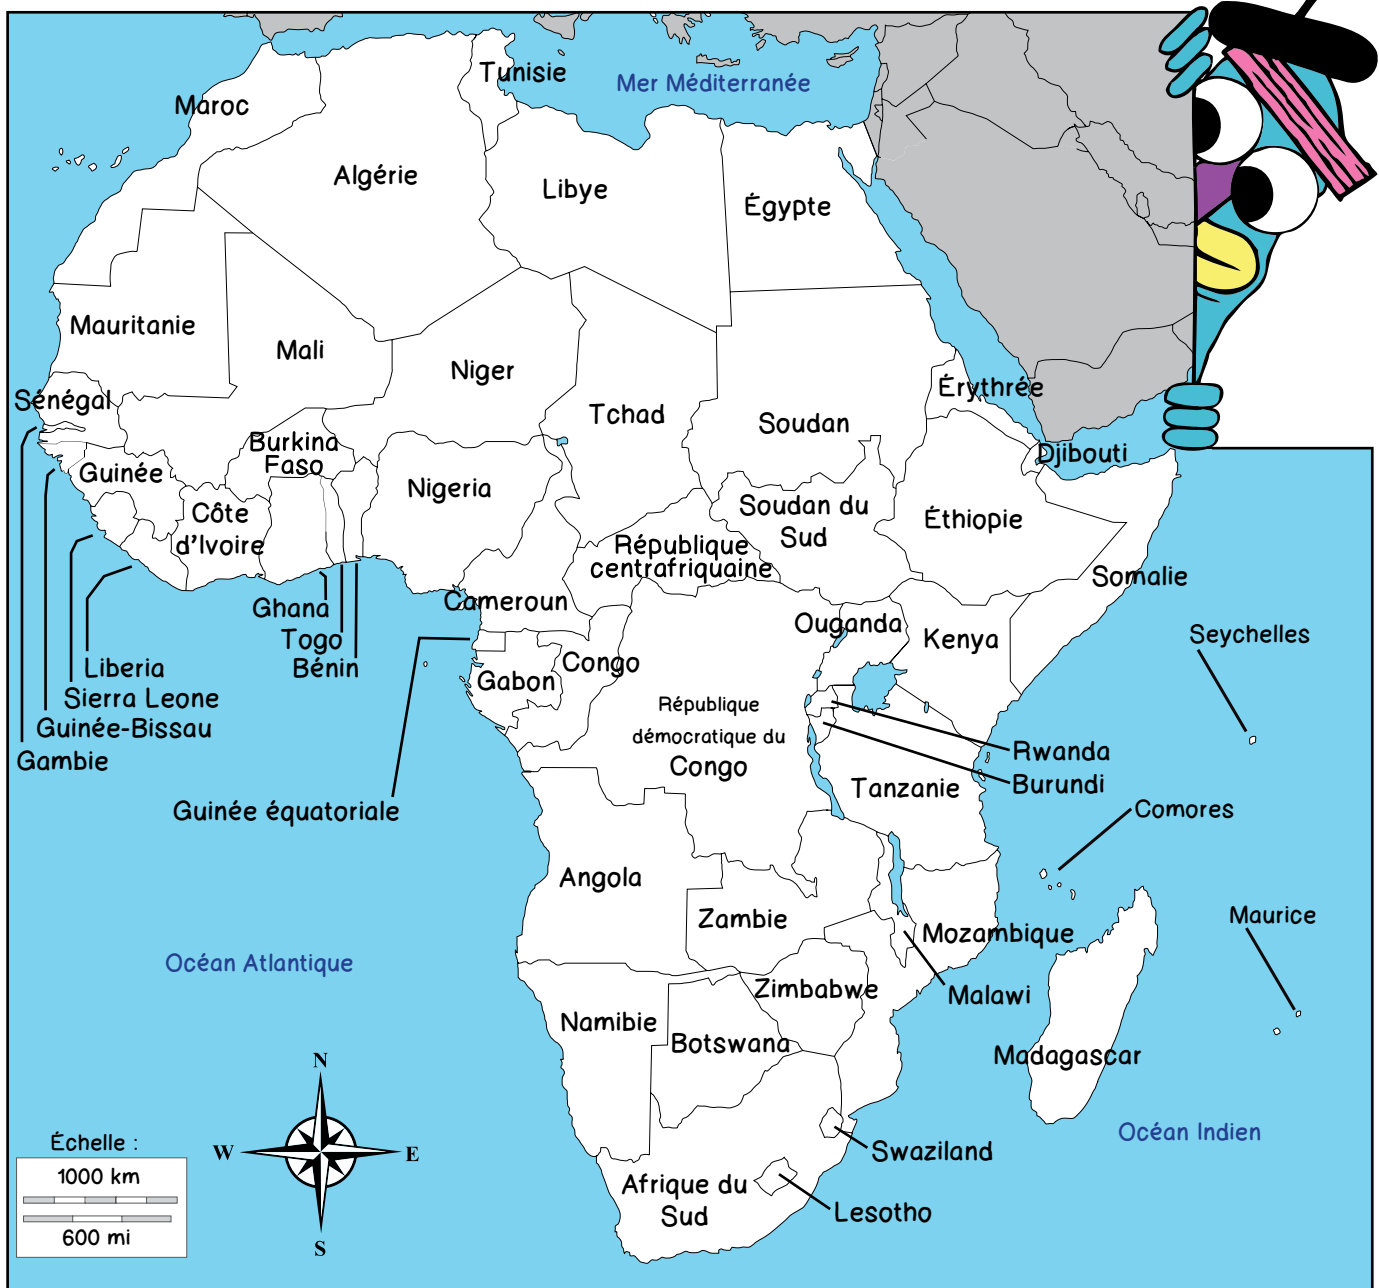 Tunisie
Mer Méditerranée
Maroc
Algérie
Libye
Égypte
Mauritanie
Mali
Niger
Tchad
Soudan
Érythrée
Sénégal
Burkina
Faso
Djibouti
Guinée
Nigeria
Côte
d'Ivoire
Soudan du
Sud
Éthiopie
République
centrafriquaine
Somalie
Ghana
Togo
Bénin
Cameroun
Ouganda
Kenya
Seychelles
Liberia
Sierra Leone
Guinée-Bissau
Gambie
Gabon
Congo
République
démocratique du
Congo
Rwanda
Burundi
Tanzanie
Guinée équatoriale
Comores
Angola
Zambie
Maurice
Mozambique
Océan Atlantique
Malawi
Zimbabwe
Namibie
Botswana
Madagascar
Océan Indien
N
W
E
S
Échelle :
1000 km
600 mi
Swaziland
Afrique du
Sud
Lesotho